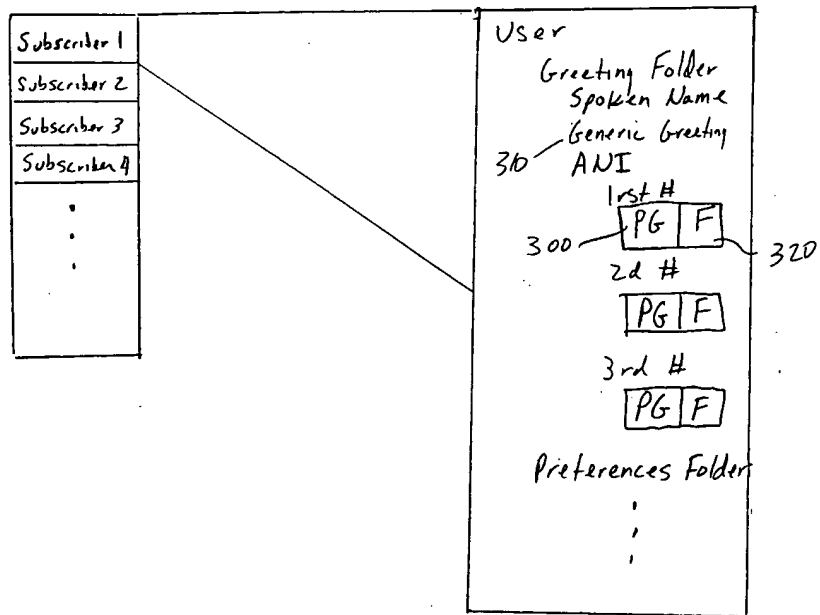 Subscriber 1
Subscriber 2
Subscriber 3
Subscriber 4
User
Greeting Folder
Spoken Name
Generic Greeting
310
ANI
1rst #
300
PG F
320
2d #
PG F
3rd #
PG F
Preferences Folder